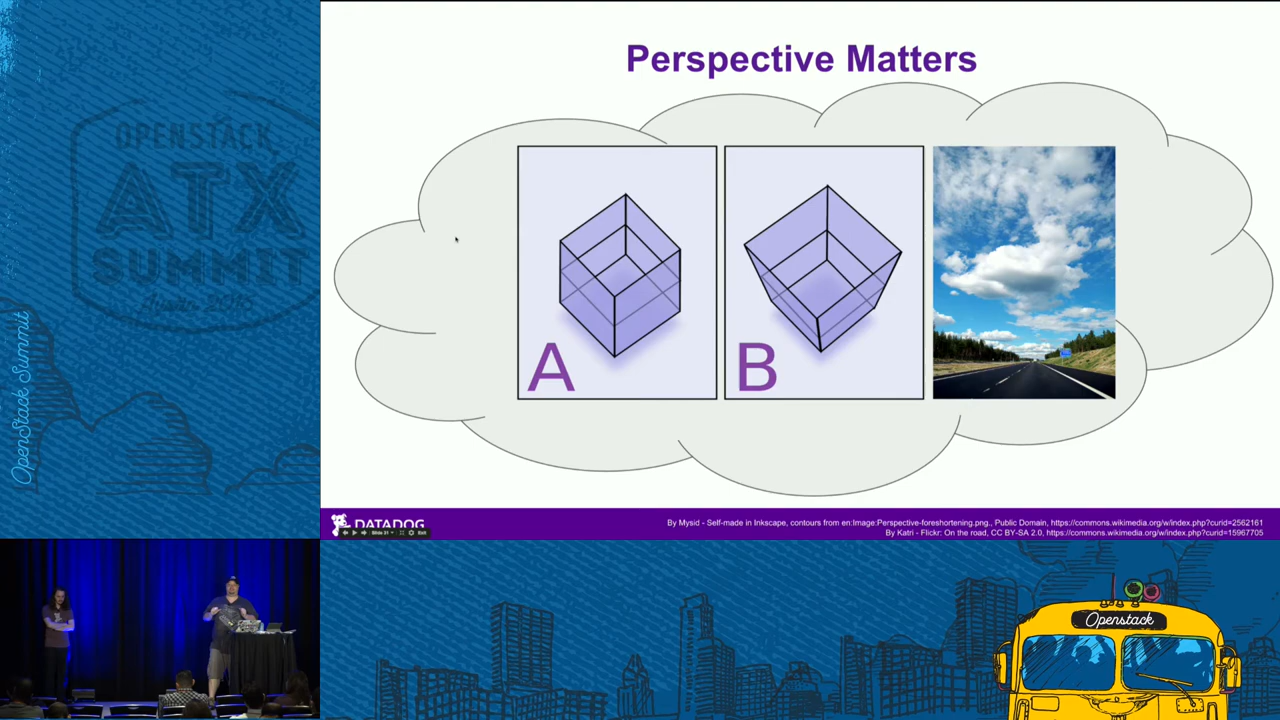 OPENSTACK
ATX
SUMMIT
Austin 2016
OpenStack Summit
Perspective Matters
A
B
DATADOG
Slide 31
Exit
By Mysid - Self-made in Inkscape, contours from en:Image:Perspective-foreshortening.png., Public Domain, https://commons.wikimedia.org/w/index.php?curid=2562161
By Katri - Flickr: On the road, CC BY-SA 2.0, https://commons.wikimedia.org/w/index.php?curid=15967705
Openstack